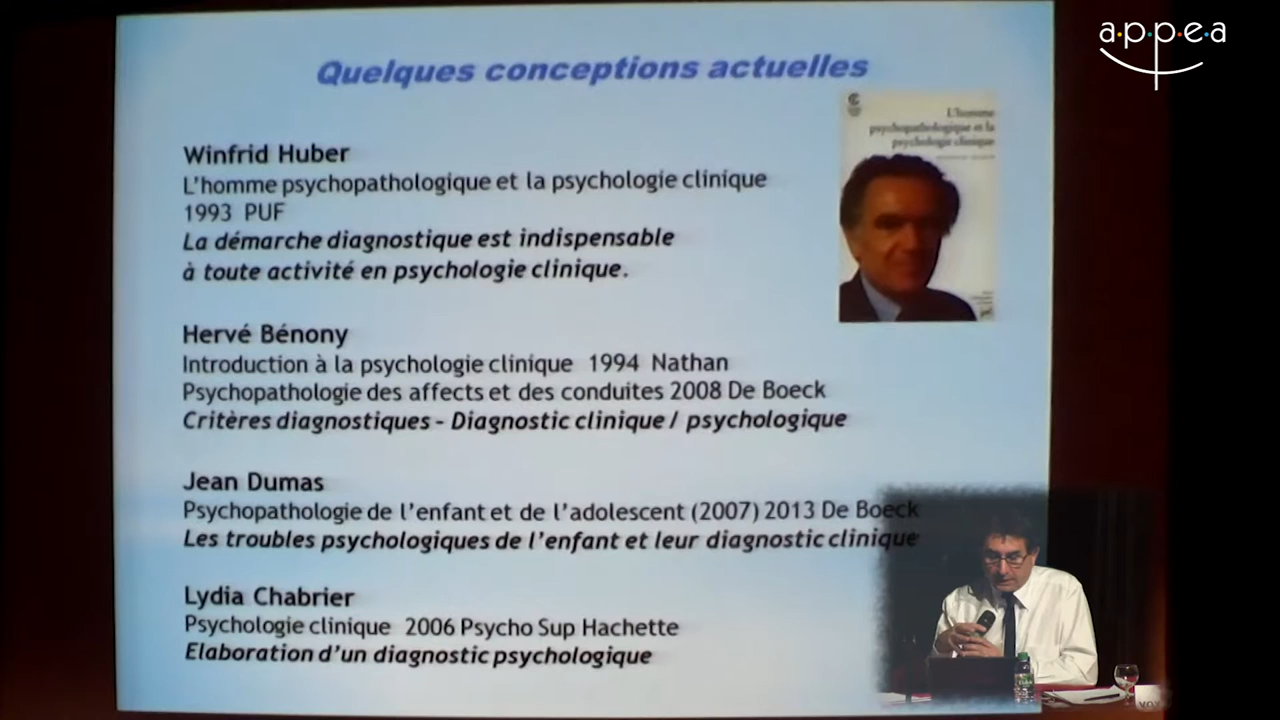 a·p·p·e·a
Quelques conceptions actuelles
L'homme
psychopathologique et la
psychologie clinique
Winfrid Huber
L'homme psychopathologique et la psychologie clinique
1993 PUF
La démarche diagnostique est indispensable
à toute activité en psychologie clinique.
Hervé Bénony
Introduction à la psychologie clinique 1994 Nathan
Psychopathologie des affects et des conduites 2008 De Boeck
Critères diagnostiques - Diagnostic clinique / psychologique
Jean Dumas
Psychopathologie de l'enfant et de l'adolescent (2007) 2013 De Boeck
Les troubles psychologiques de l'enfant et leur diagnostic clinique
Lydia Chabrier
Psychologie clinique 2006 Psycho Sup Hachette
Elaboration d'un diagnostic psychologique